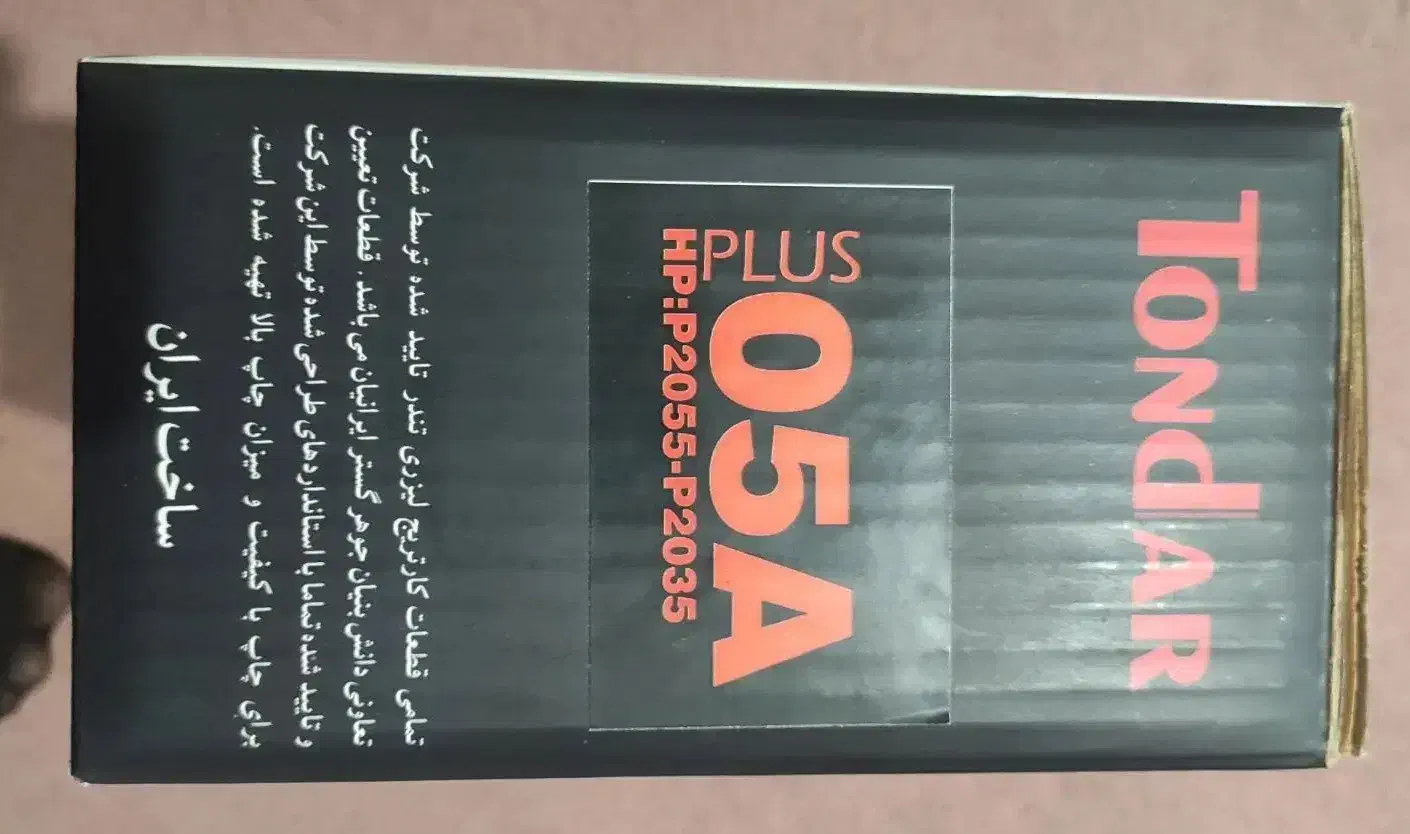 TondAR
PLUS 05A
HP:P2055-P2035
تمامی قطعات کارتریج لیزری تندر تایید شده توسط شرکت
تعاونی دانش بنیان جوهر گستر ایرانیان می باشد. قطعات تعیین
و تایید شده تماما با استانداردهای طراحی شده توسط این شرکت
برای چاپ با کیفیت و میزان چاپ بالا تهیه شده است.
ساخت ایران